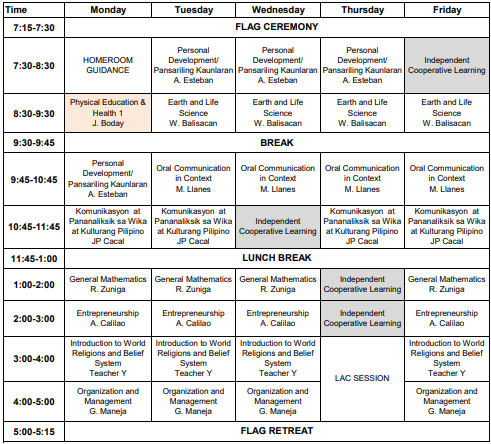 Time Monday Tuesday Wednesday Thursday Friday
7:15-7:30 FLAG CEREMONY
7:30-8:30
HOMEROOM
GUIDANCE
Personal
Development/
Pansariling Kaunlaran
A. Esteban
Personal
Development/
Pansariling Kaunlaran
A. Esteban
Personal
Development/
Pansariling Kaunlaran
A. Esteban
Independent
Cooperative Learning
8:30-9:30
Physical Education &
Health 1
J. Boday
Earth and Life
Science
W. Balisacan
Earth and Life
Science
W. Balisacan
Earth and Life
Science
W. Balisacan
Earth and Life
Science
W. Balisacan
9:30-9:45 BREAK
9:45-10:45
Personal
Development/
Pansariling Kaunlaran
A. Esteban
Oral Communication
in Context
M. Llanes
Oral Communication
in Context
M. Llanes
Oral Communication
in Context
M. Llanes
Oral Communication
in Context
M. Llanes
10:45-11:45
Komunikasyon at
Pananaliksik sa Wika
at Kulturang Pilipino
JP Cacal
Komunikasyon at
Pananaliksik sa Wika
at Kulturang Pilipino
JP Cacal
Independent
Cooperative Learning
Komunikasyon at
Pananaliksik sa Wika
at Kulturang Pilipino
JP Cacal
Komunikasyon at
Pananaliksik sa Wika
at Kulturang Pilipino
JP Cacal
11:45-1:00 LUNCH BREAK
1:00-2:00
General Mathematics
R. Zuniga
General Mathematics
R. Zuniga
General Mathematics
R. Zuniga
Independent
Cooperative Learning
General Mathematics
R. Zuniga
2:00-3:00
Entrepreneurship
A. Calilao
Entrepreneurship
A. Calilao
Entrepreneurship
A. Calilao
Independent
Cooperative Learning
Entrepreneurship
A. Calilao
3:00-4:00
Introduction to World
Religions and Belief
System
Teacher Y
Introduction to World
Religions and Belief
System
Teacher Y
Introduction to World
Religions and Belief
System
Teacher Y
LAC SESSION
Introduction to World
Religions and Belief
System
Teacher Y
4:00-5:00
Organization and
Management
G. Maneja
Organization and
Management
G. Maneja
Organization and
Management
G. Maneja
Organization and
Management
G. Maneja
5:00-5:15 FLAG RETREAT